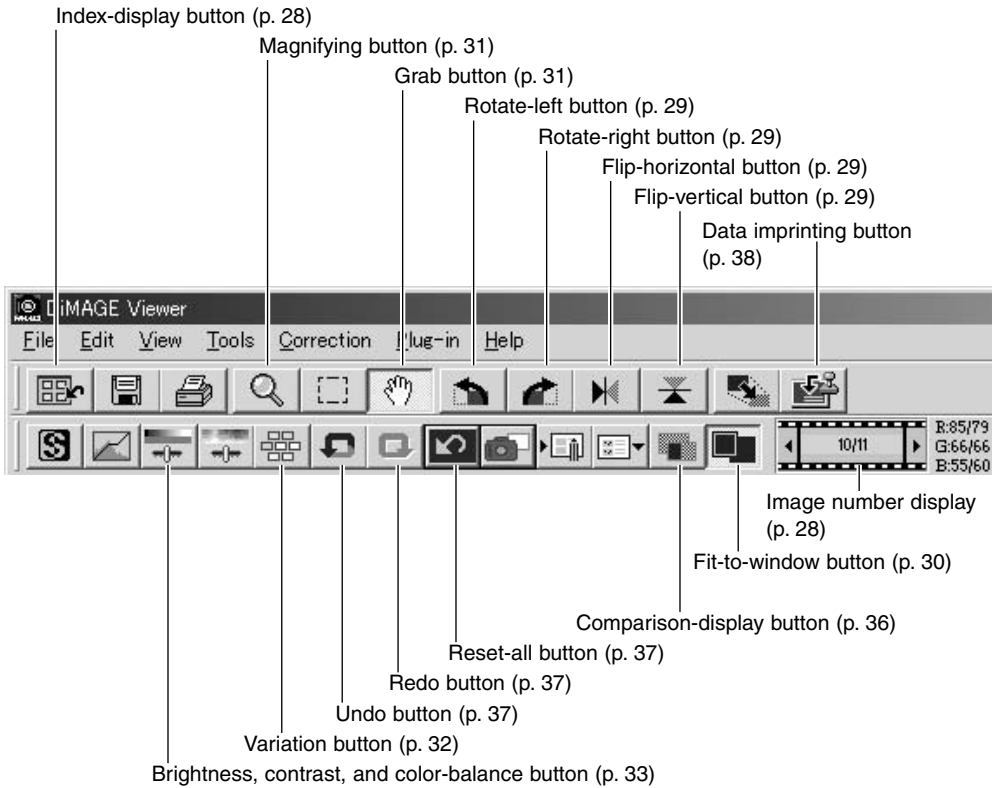 Index-display button (p. 28)
Magnifying button (p. 31)
Grab button (p. 31)
Rotate-left button (p. 29)
Rotate-right button (p. 29)
Flip-horizontal button (p. 29)
Flip-vertical button (p. 29)
Data imprinting button
(p. 38)
DiMAGE Viewer
File Edit View Tools Correction Plug-in Help
S
10/11
R:85/79
G:66/66
B:55/60
Image number display
(p. 28)
Fit-to-window button (p. 30)
Comparison-display button (p. 36)
Reset-all button (p. 37)
Redo button (p. 37)
Undo button (p. 37)
Variation button (p. 32)
Brightness, contrast, and color-balance button (p. 33)